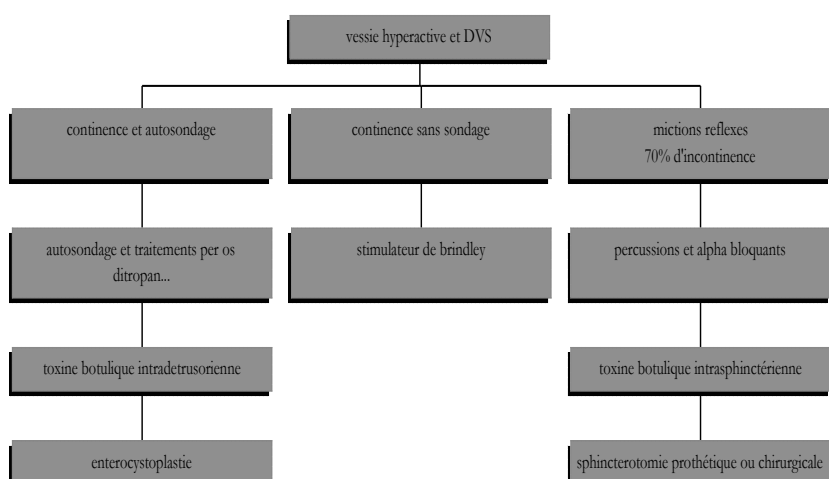 vessie hyperactive et DVS
continence et autosondage
continence sans sondage
mictions reflexes
70% d'incontinence
autosondage et traitements per os
ditropan...
stimulateur de brindley
percussions et alpha bloquants
toxine botulique intradetrusorienne
toxine botulique intrasphinctérienne
enterocystoplastie
sphincterotomie prothétique ou chirurgicale